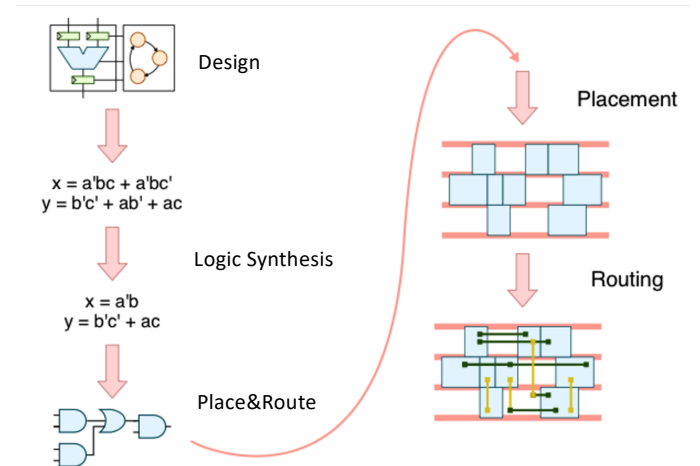 Design
x = a'bc + a'bc'
y = b'c' + ab' + ac
Logic Synthesis
x = a'b
y = b'c' + ac
Place&Route
Placement
Routing